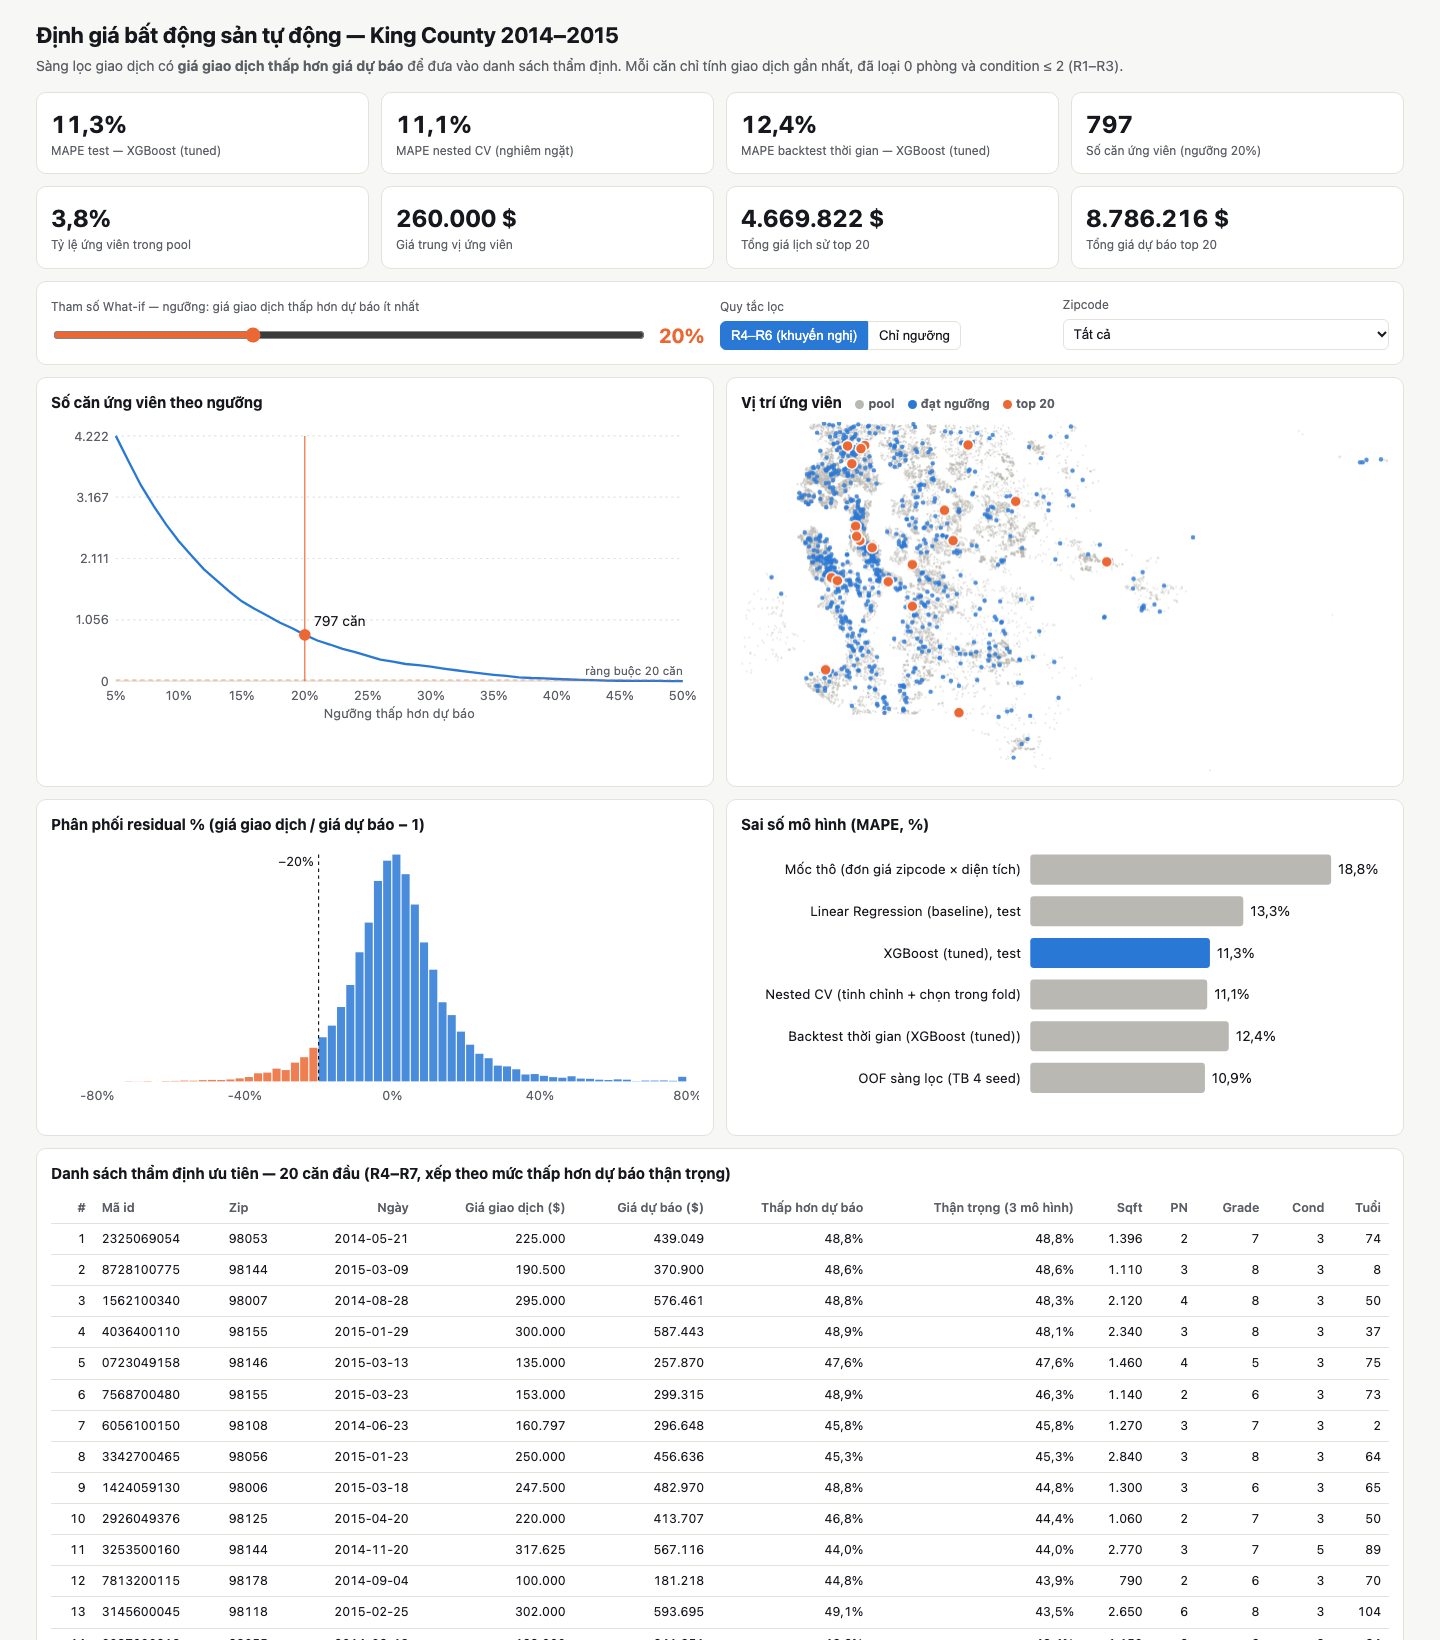 Định giá bất động sản tự động — King County 2014–2015
Sàng lọc giao dịch có giá giao dịch thấp hơn giá dự báo để đưa vào danh sách thẩm định. Mỗi căn chỉ tính giao dịch gần nhất, đã loại 0 phòng và condition ≤ 2 (R1–R3).
11,3%
MAPE test — XGBoost (tuned)
11,1%
MAPE nested CV (nghiêm ngặt)
12,4%
MAPE backtest thời gian — XGBoost (tuned)
797
Số căn ứng viên (ngưỡng 20%)
3,8%
Tỷ lệ ứng viên trong pool
260.000 $
Giá trung vị ứng viên
4.669.822 $
Tổng giá lịch sử top 20
8.786.216 $
Tổng giá dự báo top 20
Tham số What-if — ngưỡng: giá giao dịch thấp hơn dự báo ít nhất
20%
Quy tắc lọc
R4–R6 (khuyến nghị) Chỉ ngưỡng
Zipcode
Tất cả
Số căn ứng viên theo ngưỡng
4.222
3.167
2.111
1.056
0
797 căn
ràng buộc 20 căn
5% 10% 15% 20% 25% 30% 35% 40% 45% 50%
Ngưỡng thấp hơn dự báo
Vị trí ứng viên pool đạt ngưỡng top 20
Phân phối residual % (giá giao dịch / giá dự báo − 1)
−20%
-80% -40% 0% 40% 80%
Sai số mô hình (MAPE, %)
Mốc thô (đơn giá zipcode × diện tích) 18,8%
Linear Regression (baseline), test 13,3%
XGBoost (tuned), test 11,3%
Nested CV (tinh chỉnh + chọn trong fold) 11,1%
Backtest thời gian (XGBoost (tuned)) 12,4%
OOF sàng lọc (TB 4 seed) 10,9%
Danh sách thẩm định ưu tiên — 20 căn đầu (R4–R7, xếp theo mức thấp hơn dự báo thận trọng)
# Mã id Zip Ngày Giá giao dịch ($) Giá dự báo ($) Thấp hơn dự báo Thận trọng (3 mô hình) Sqft PN Grade Cond Tuổi
1 2325069054 98053 2014-05-21 225.000 439.049 48,8% 48,8% 1.396 2 7 3 74
2 8728100775 98144 2015-03-09 190.500 370.900 48,6% 48,6% 1.110 3 8 3 8
3 1562100340 98007 2014-08-28 295.000 576.461 48,8% 48,3% 2.120 4 8 3 50
4 4036400110 98155 2015-01-29 300.000 587.443 48,9% 48,1% 2.340 3 8 3 37
5 0723049158 98146 2015-03-13 135.000 257.870 47,6% 47,6% 1.460 4 5 3 75
6 7568700480 98155 2015-03-23 153.000 299.315 48,9% 46,3% 1.140 2 6 3 73
7 6056100150 98108 2014-06-23 160.797 296.648 45,8% 45,8% 1.270 3 7 3 2
8 3342700465 98056 2015-01-23 250.000 456.636 45,3% 45,3% 2.840 3 8 3 64
9 1424059130 98006 2015-03-18 247.500 482.970 48,8% 44,8% 1.300 3 6 3 65
10 2926049376 98125 2015-04-20 220.000 413.707 46,8% 44,4% 1.060 2 7 3 50
11 3253500160 98144 2014-11-20 317.625 567.116 44,0% 44,0% 2.770 3 7 5 89
12 7813200115 98178 2014-09-04 100.000 181.218 44,8% 43,9% 790 2 6 3 70
13 3145600045 98118 2015-02-25 302.000 593.695 49,1% 43,5% 2.650 6 8 3 104